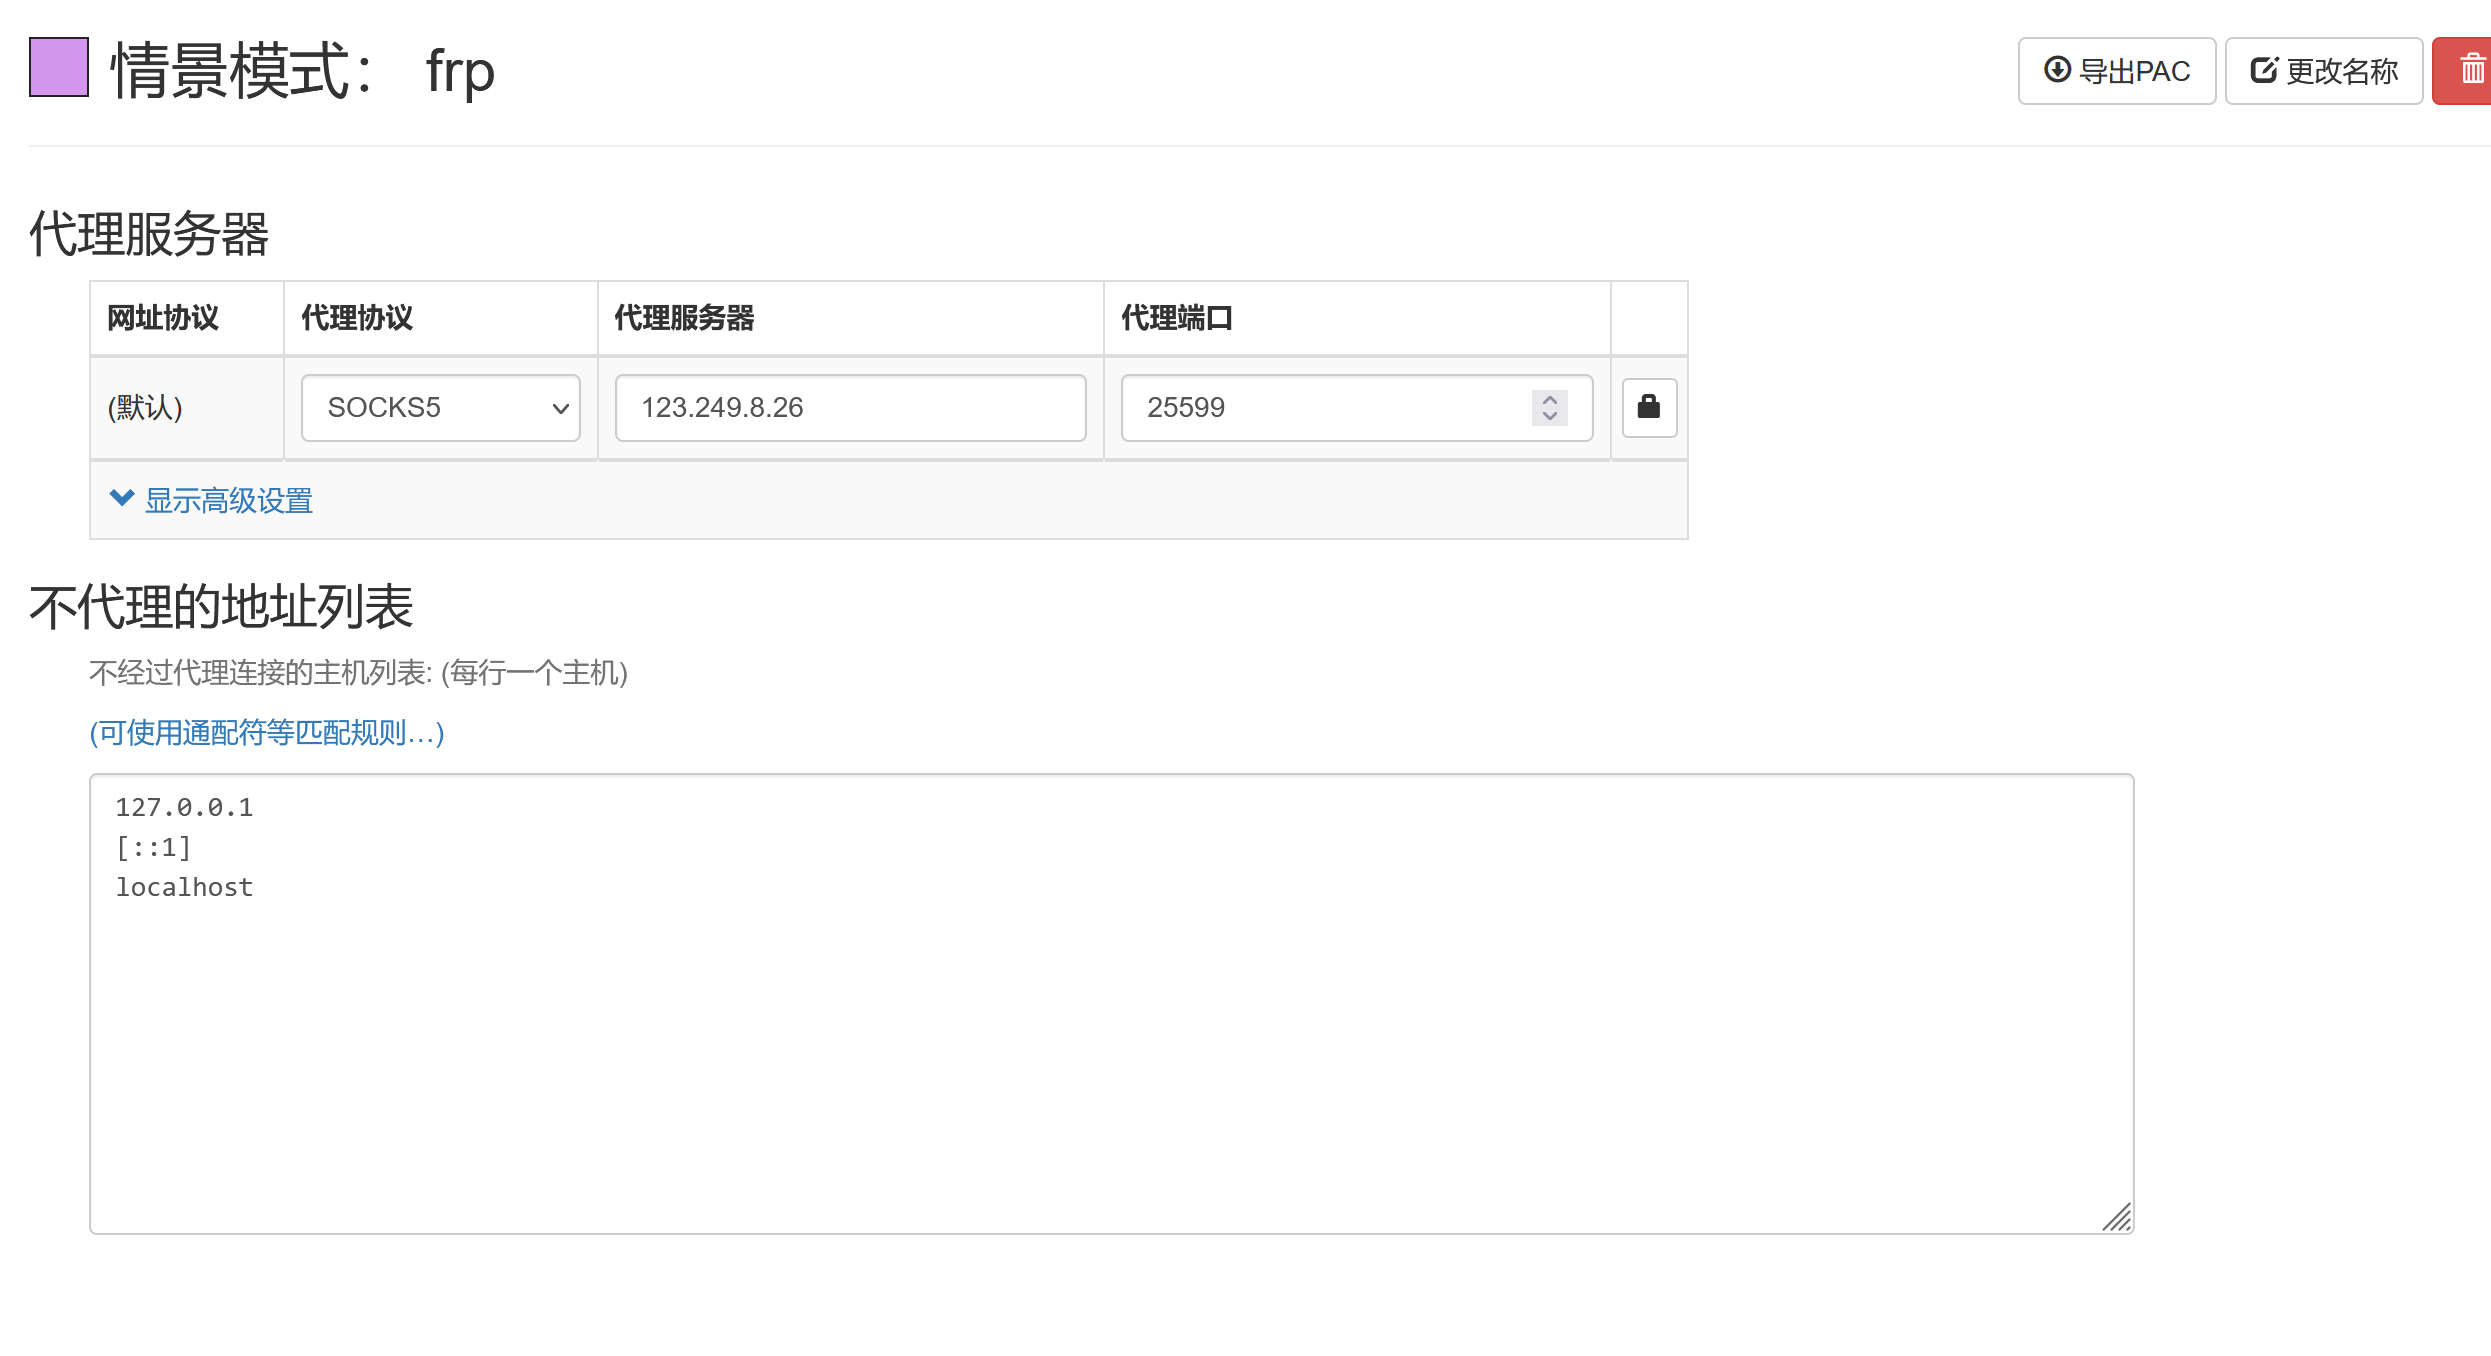 情景模式： frp
导出PAC
更改名称
代理服务器
网址协议 代理协议 代理服务器 代理端口
(默认) SOCKS5 123.249.8.26 25599
显示高级设置
不代理的地址列表
不经过代理连接的主机列表: (每行一个主机)
(可使用通配符等匹配规则…)
127.0.0.1
[::1]
localhost